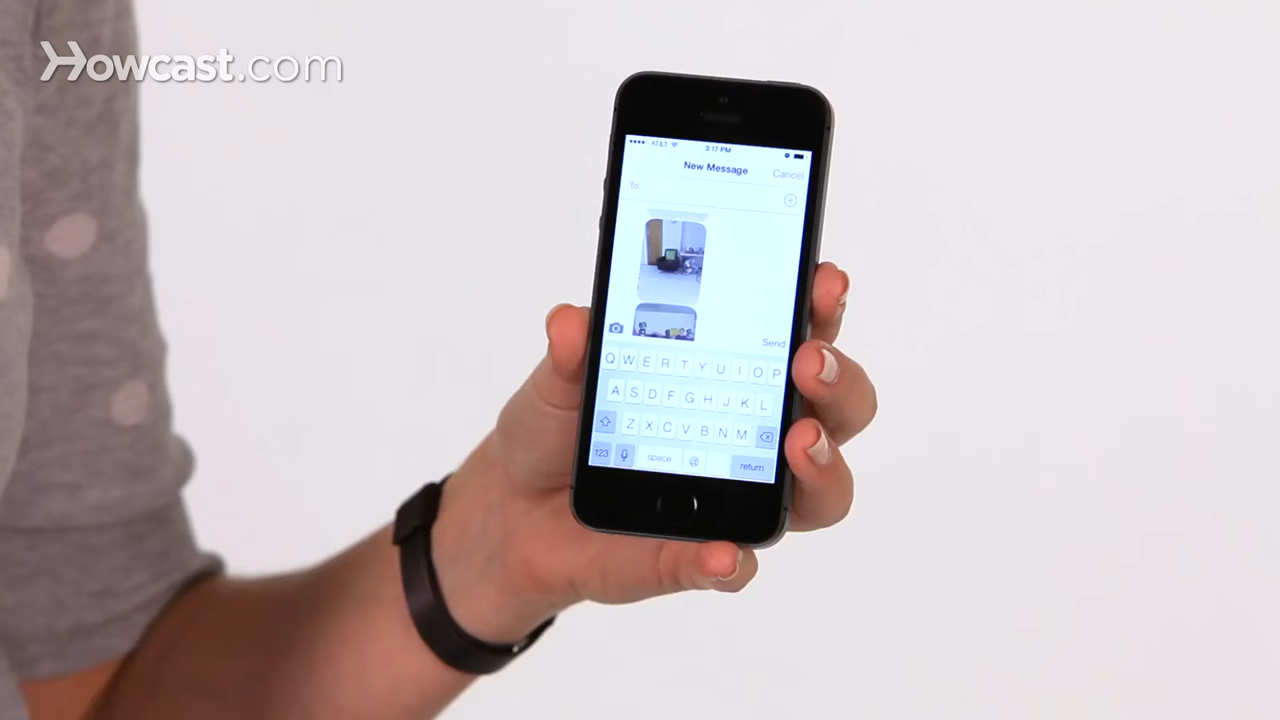 Howcast.com
AT&T 3:17 PM
New Message Cancel
To:
Send
Q W E R T Y U I O P
A S D F G H J K L
Z X C V B N M
123 space @ return